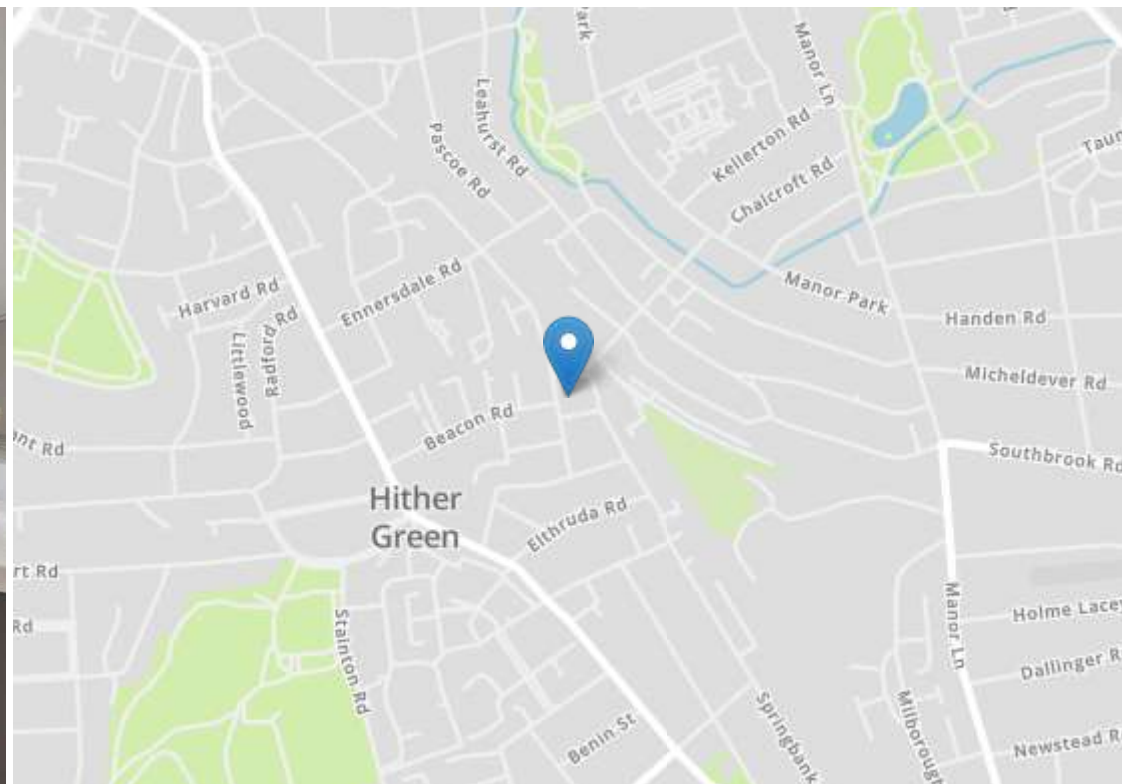 Park
Manor Ln
Leahurst Rd
Pascoe Rd
Kellerton Rd
Chalcroft Rd
Taun
Ennersdale Rd
Harvard Rd
Radford Rd
Littlewood
Manor Park
Handen Rd
Micheldever Rd
Beacon Rd
ant Rd
Southbrook Rd
Hither
Green
Elthruda Rd
rt Rd
Rd
Stainton Rd
Manor Ln
Holme Lacey
Dallinger R
Milborough
Springbank
Benin St
Newstead R